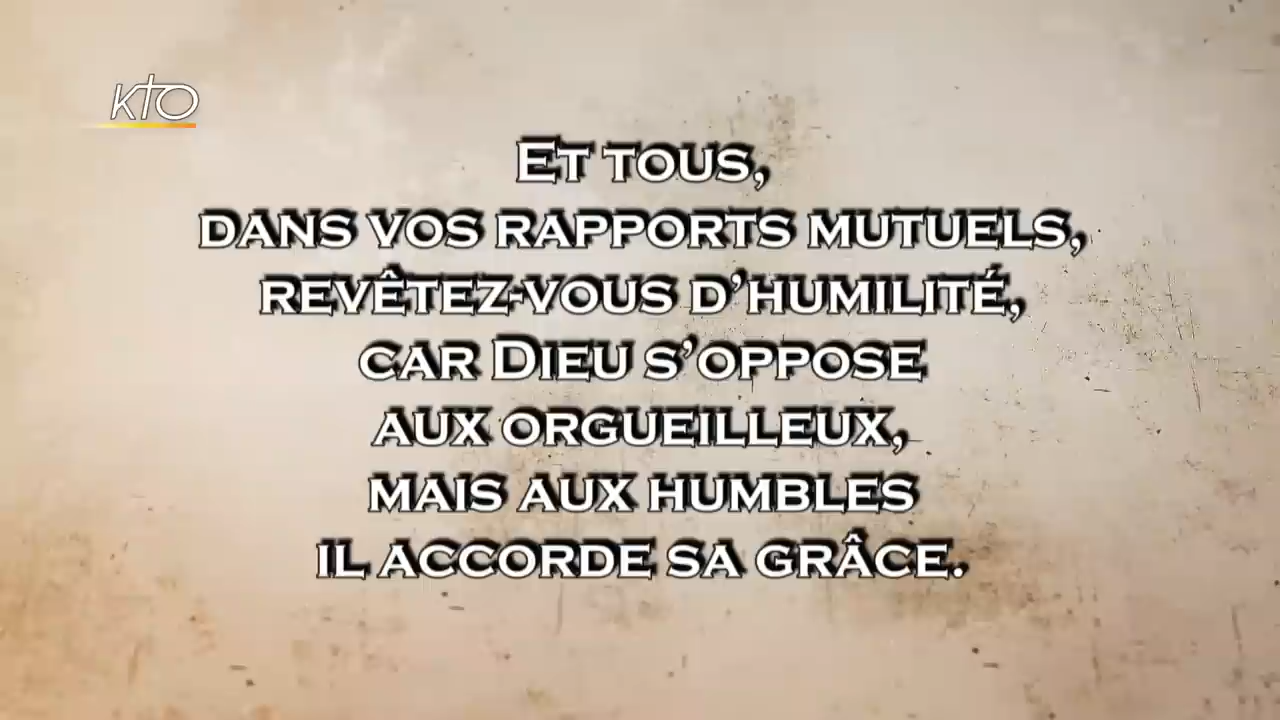 KTO
Et tous,
dans vos rapports mutuels,
revêtez-vous d’humilité,
car Dieu s’oppose
aux orgueilleux,
mais aux humbles
il accorde sa grâce.